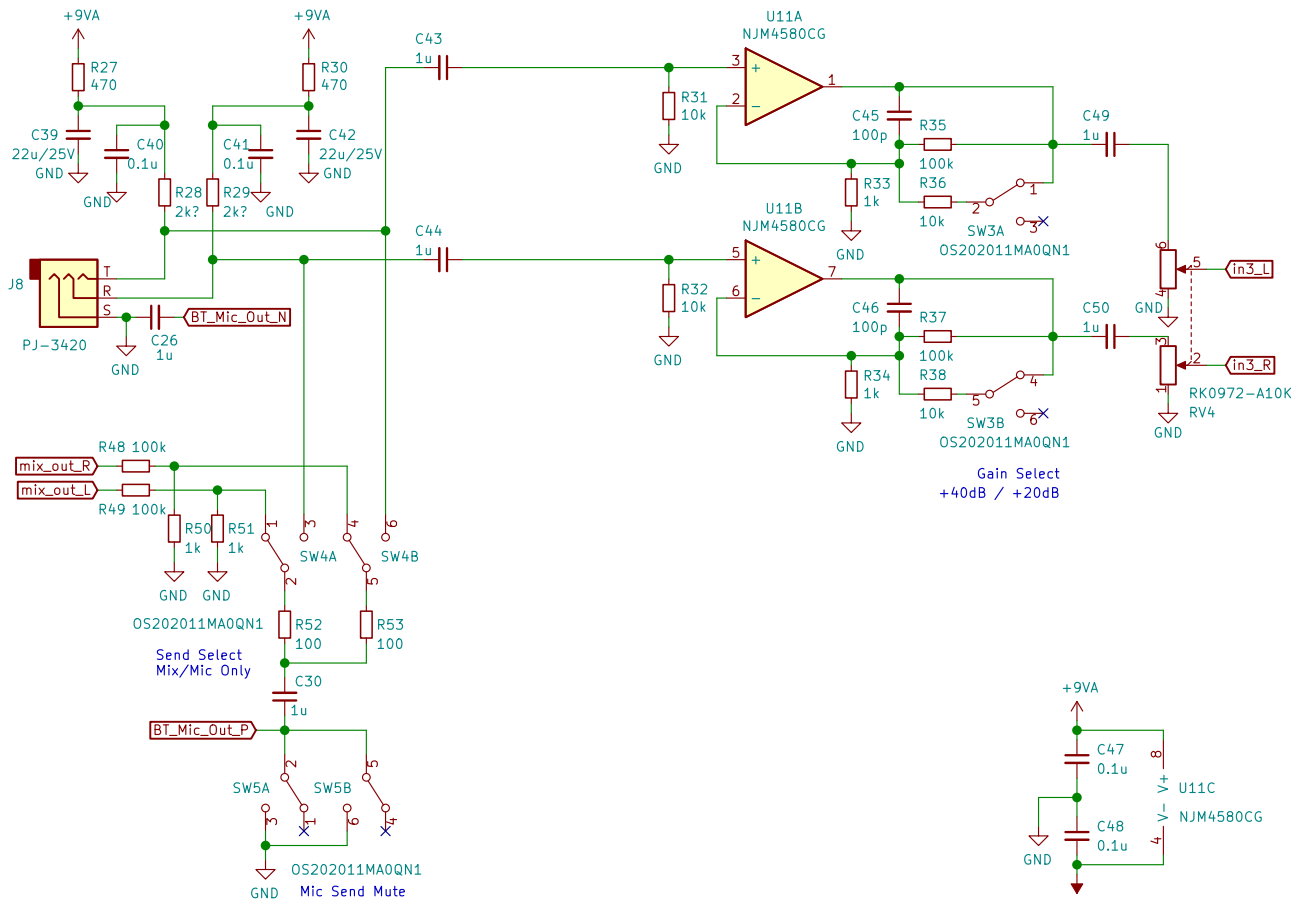 +9VA
+9VA
R27
470
R30
470
C39
22u/25V
GND
C40
0.1u
GND
C41
0.1u
GND
C42
22u/25V
GND
R28
2k?
R29
2k?
J8
T
R
S
PJ-3420
GND
C26
1u
BT_Mic_Out_N
C43
1u
C44
1u
U11A
NJM4580CG
3
+
2
-
1
R31
10k
GND
C45
100p
R35
100k
R36
10k
R33
1k
GND
2
1
3
SW3A
OS202011MA0QN1
C49
1u
U11B
NJM4580CG
5
+
6
-
7
R32
10k
GND
C46
100p
R37
100k
R38
10k
R34
1k
GND
5
4
6
SW3B
OS202011MA0QN1
C50
1u
6
5
4
GND
in3_L
3
2
1
GND
in3_R
RK0972-A10K
RV4
Gain Select
+40dB / +20dB
mix_out_R
R48 100k
mix_out_L
R49 100k
R50
1k
GND
R51
1k
GND
1
3
2
SW4A
4
6
5
SW4B
OS202011MA0QN1
R52
100
R53
100
Send Select
Mix/Mic Only
C30
1u
BT_Mic_Out_P
2
5
SW5A
SW5B
3
1
6
4
GND
OS202011MA0QN1
Mic Send Mute
+9VA
C47
0.1u
C48
0.1u
GND
8
V+
V-
4
U11C
NJM4580CG